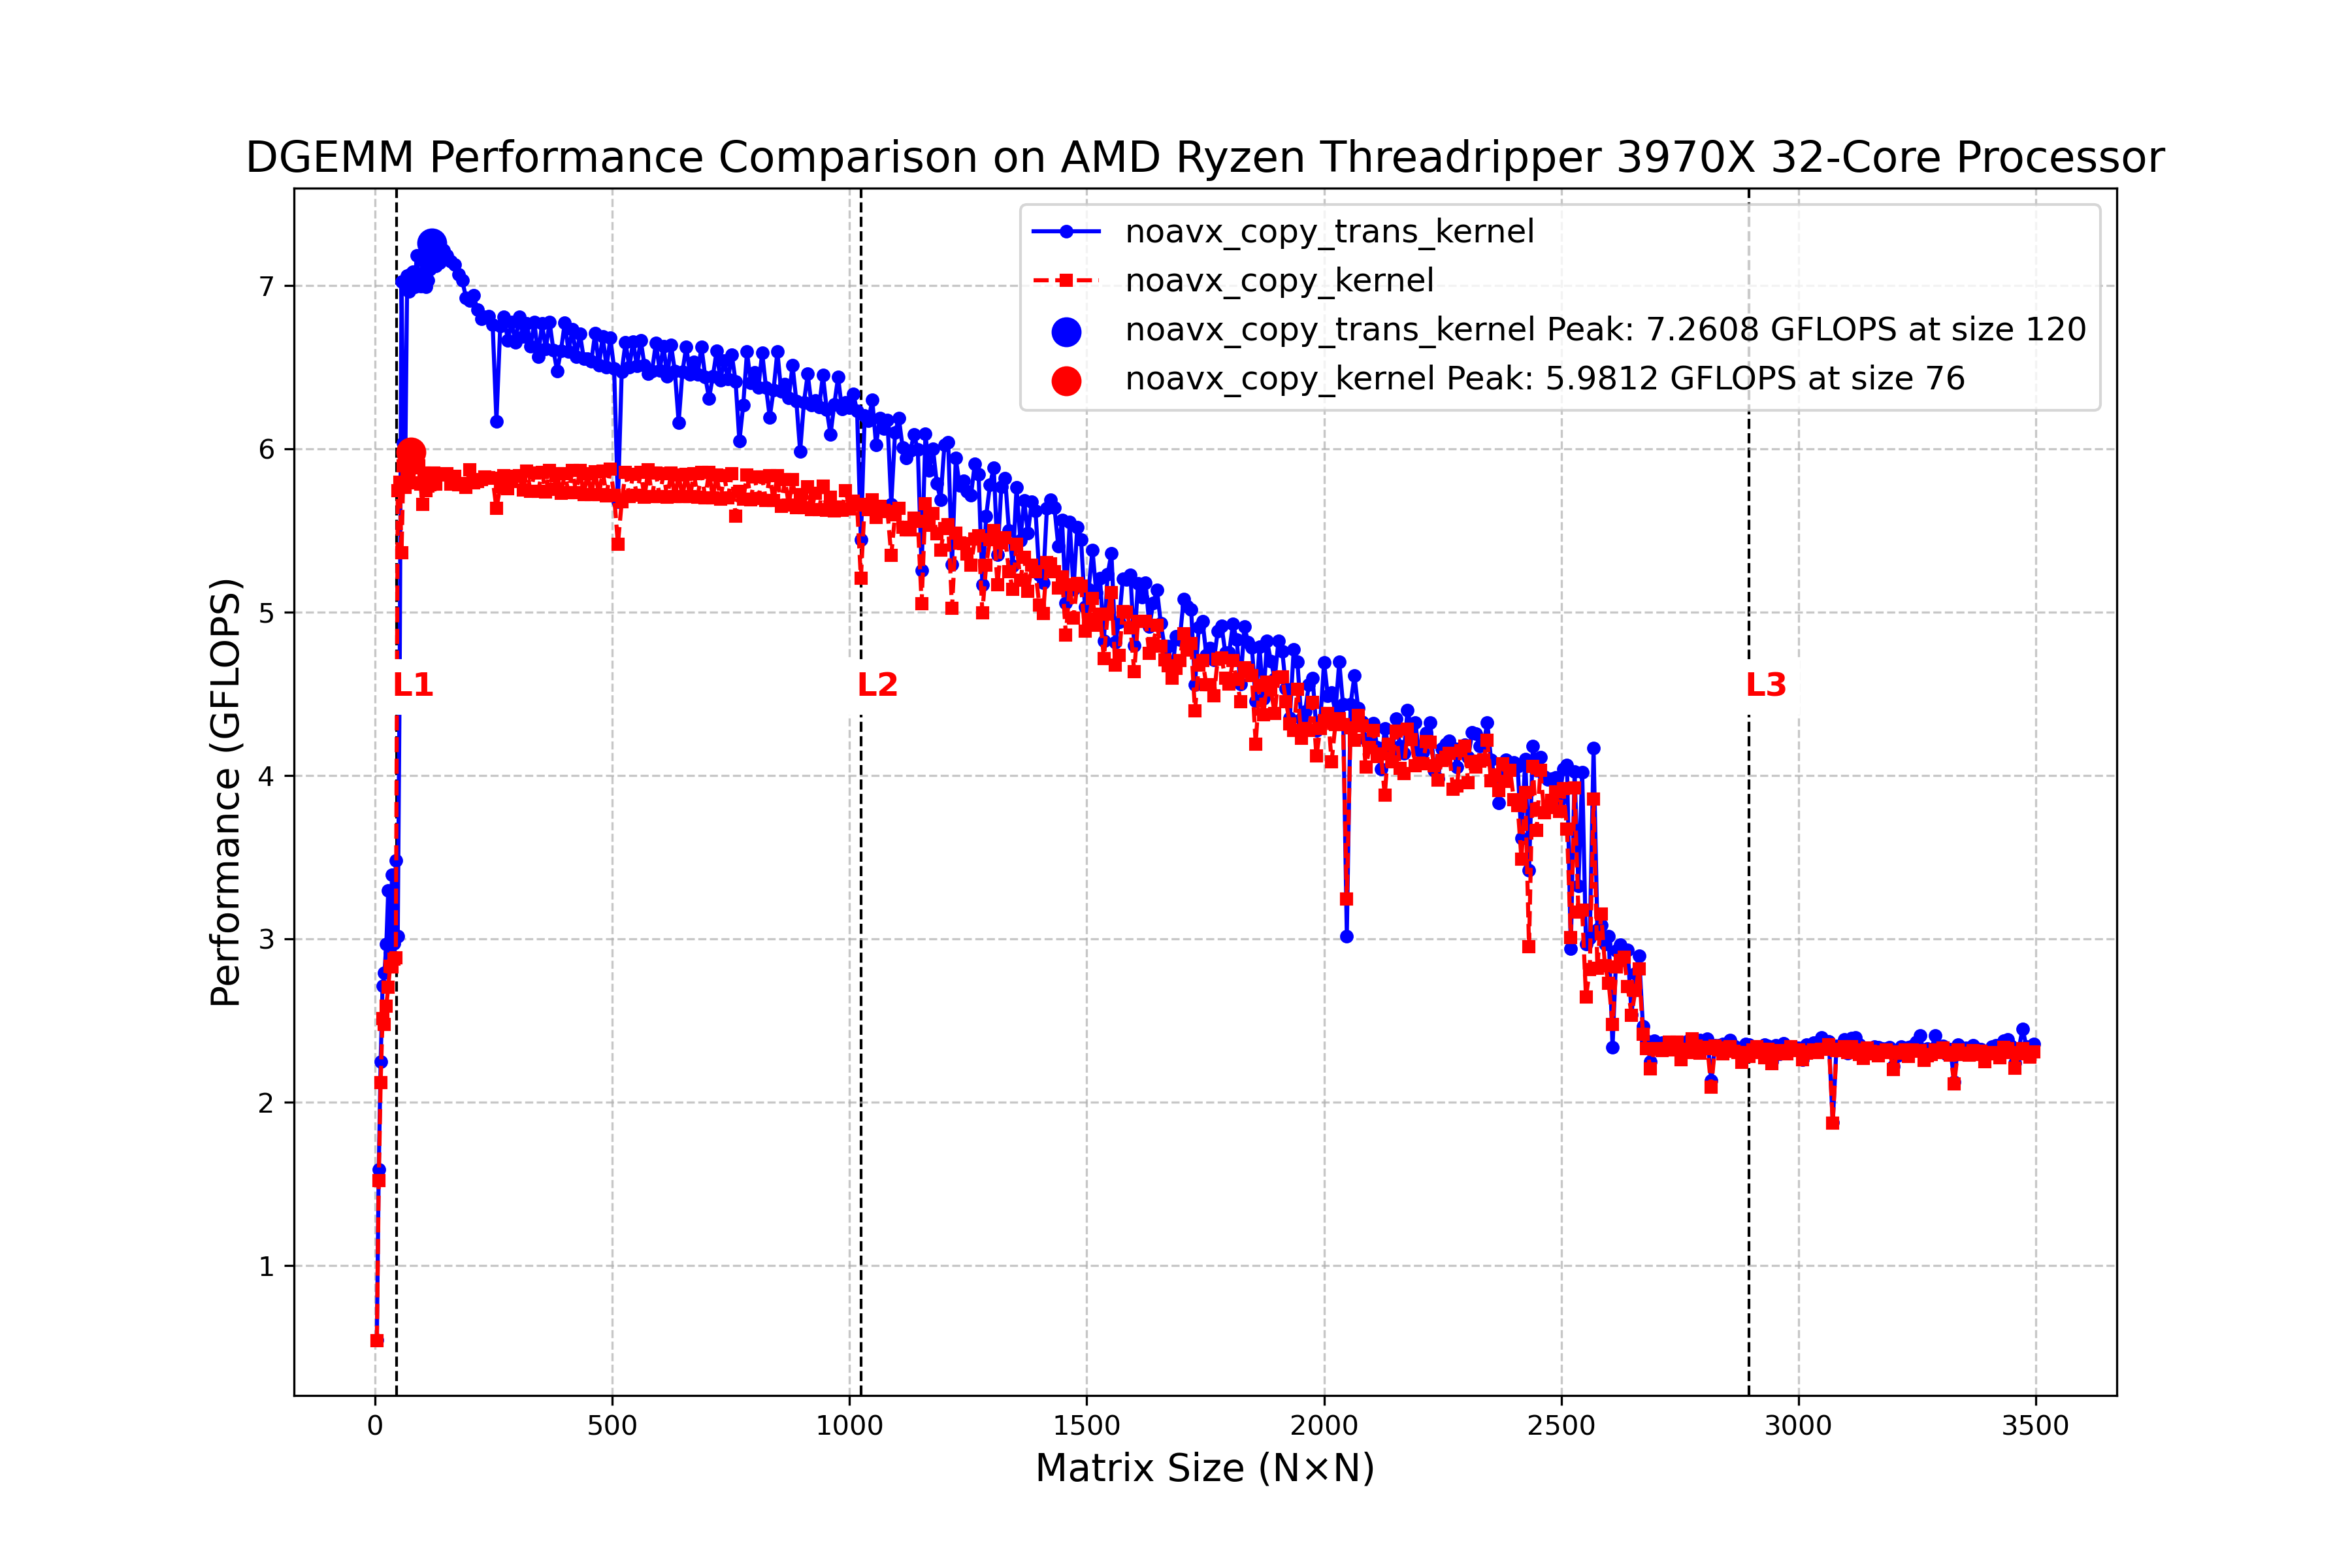 DGEMM Performance Comparison on AMD Ryzen Threadripper 3970X 32-Core Processor
noavx_copy_trans_kernel
noavx_copy_kernel
noavx_copy_trans_kernel Peak: 7.2608 GFLOPS at size 120
noavx_copy_kernel Peak: 5.9812 GFLOPS at size 76
Performance (GFLOPS)
7
6
5
4
3
2
1
L1
L2
L3
0
500
1000
1500
2000
2500
3000
3500
Matrix Size (N×N)